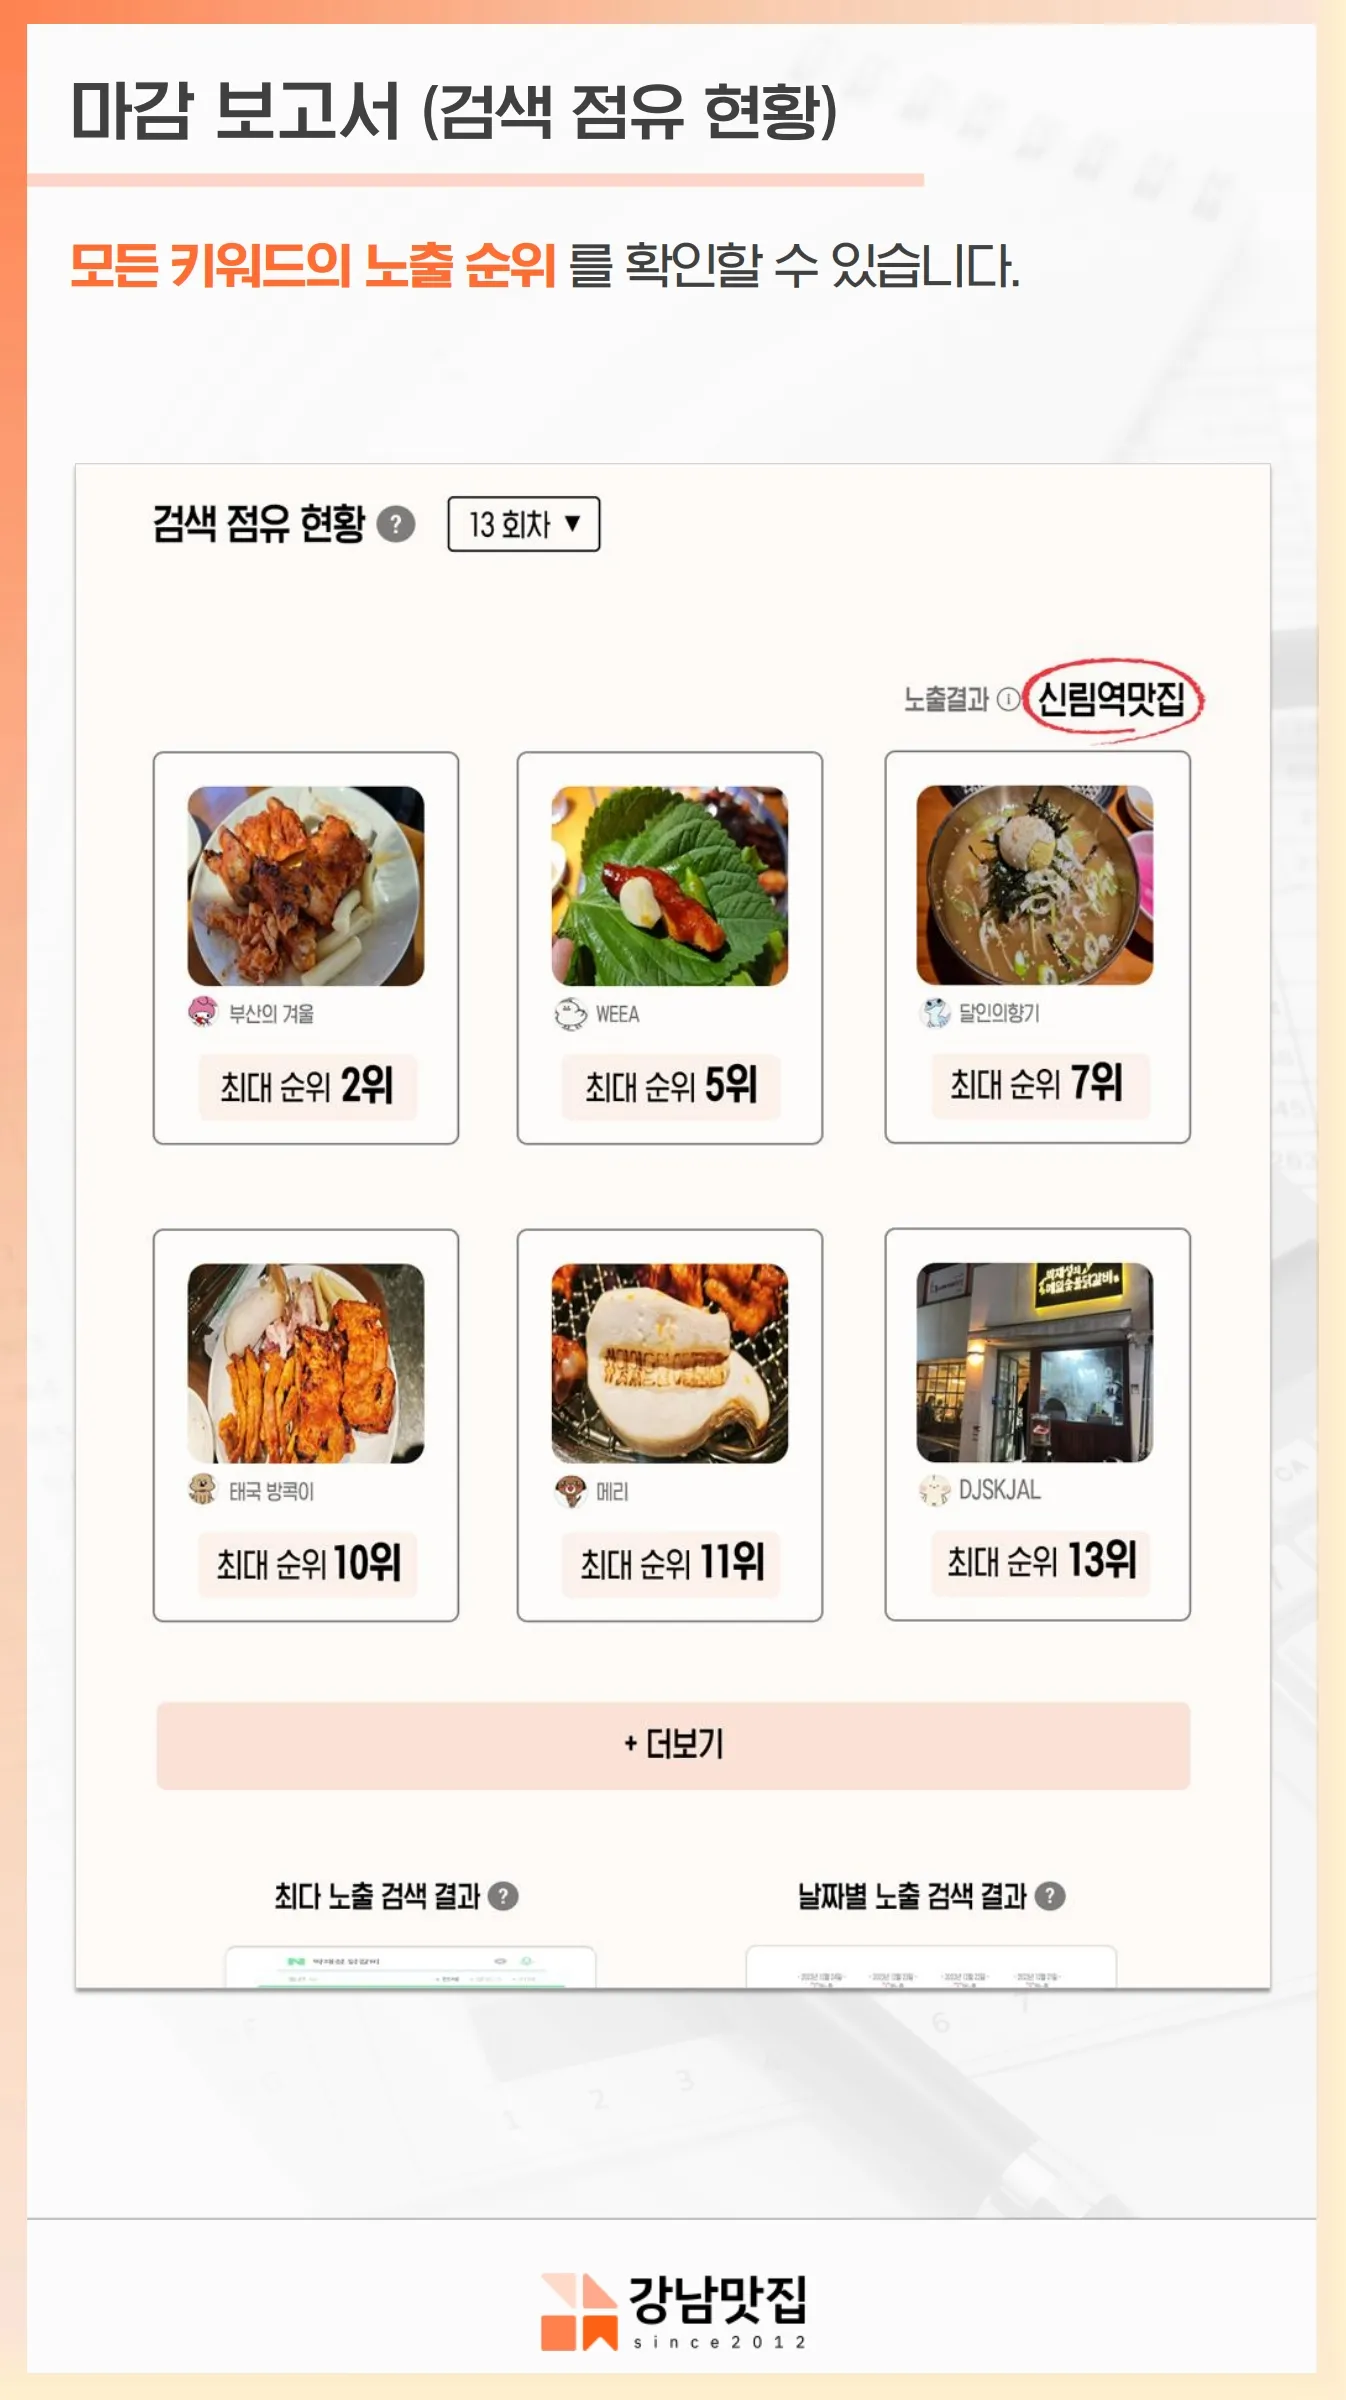 마감 보고서 (검색 점유 현황)
모든 키워드의 노출 순위 를 확인할 수 있습니다.
검색 점유 현황 ? 13 회차 ▼
노출결과 ⓘ 신림역맛집
부산의 겨울
최대 순위 2위
WEEA
최대 순위 5위
달인의향기
최대 순위 7위
태국 방콕이
최대 순위 10위
메리
최대 순위 11위
DJSKJAL
최대 순위 13위
+ 더보기
최다 노출 검색 결과 ?
날짜별 노출 검색 결과 ?
강남맛집
since2012